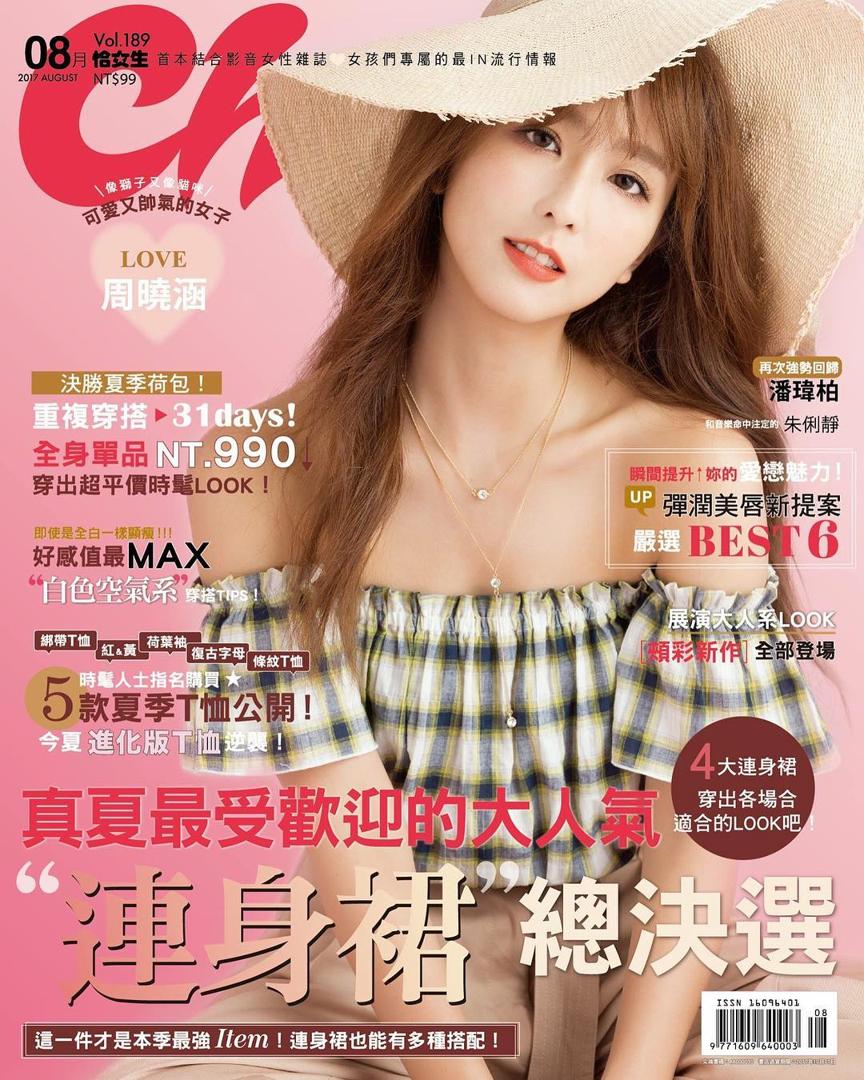 Ch
08月
2017 AUGUST
Vol.189
恰女生
NT$99
首本結合影音女性雜誌 女孩們專屬的最IN流行情報
\像獅子又像貓咪/
可愛又帥氣的女子
LOVE
周曉涵
決勝夏季荷包！
重複穿搭▶31days!
全身單品NT.990↓
穿出超平價時髦LOOK！
即使是全白一樣顯瘦!!!
好感值最MAX
“白色空氣系”穿搭TIPS！
綁帶T恤 紅&黃 荷葉袖 復古字母 條紋T恤
時髦人士指名購買★
5款夏季T恤公開！
今夏 進化版T恤逆襲！
再次強勢回歸
潘瑋柏
和音樂命中注定的 朱俐靜
瞬間提升↑妳的愛戀魅力！
UP 彈潤美唇新提案
嚴選 BEST 6
展演大人系LOOK
[頰彩新作] 全部登場
4大連身裙
穿出各場合
適合的LOOK吧！
真夏最受歡迎的大人氣
“連身裙”總決選
這一件才是本季最強 Item！連身裙也能有多種搭配！
ISSN 16096401
08
9 771609 640003